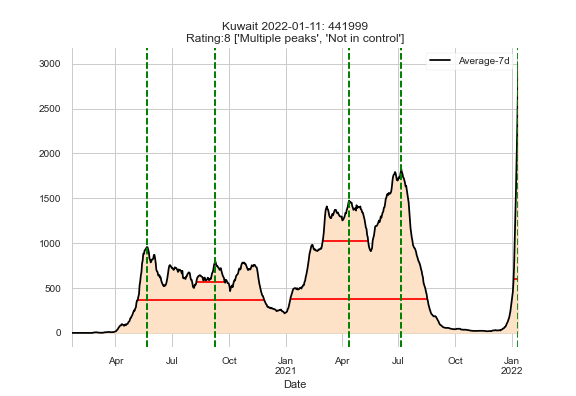 Kuwait 2022-01-11: 441999
Rating:8 ['Multiple peaks', 'Not in control']
Average-7d
3000
2500
2000
1500
1000
500
0
Apr
Jul
Oct
Jan
2021
Apr
Jul
Oct
Jan
2022
Date